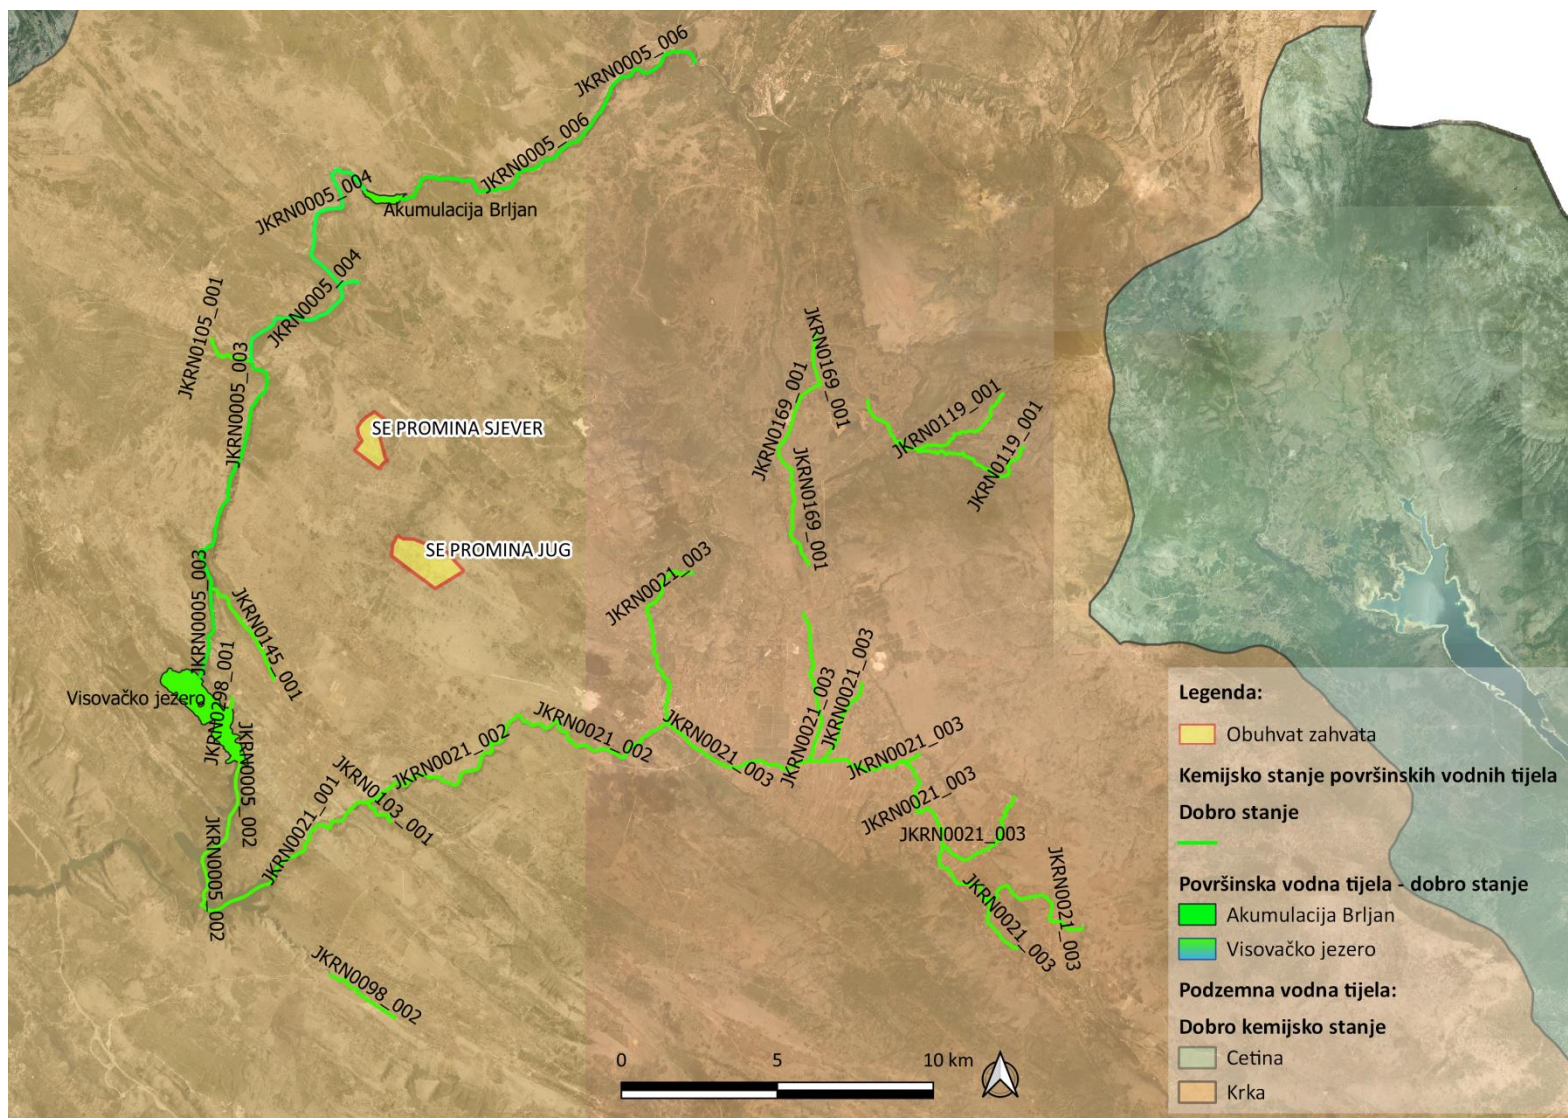 JKRN0005_006
JKRN0005_006
JKRN0005_004
Akumulacija Brljan
JKRN0005_004
JKRN0105_001
JKRN0005_003
SE PROMINA SJEVER
JKRN0169_001
JKRN0169_001
JKRN0119_001
JKRN0119_001
JKRN0169_001
SE PROMINA JUG
JKRN0021_003
JKRN0005_003
JKRN0145_001
JKRN0298_001
Visovačko jezero
JKRN0005_002
JKRN0021_002
JKRN0021_002
JKRN0021_003
JKRN0021_003
JKRN0021_003
JKRN0021_003
JKRN0103_001
JKRN0021_001
JKRN0021_003
JKRN0021_003
JKRN0005_002
JKRN0021_003
JKRN0021_003
JKRN0098_002
0 5 10 km
Legenda:
Obuhvat zahvata
Kemijsko stanje površinskih vodnih tijela
Dobro stanje
Površinska vodna tijela - dobro stanje
Akumulacija Brljan
Visovačko jezero
Podzemna vodna tijela:
Dobro kemijsko stanje
Cetina
Krka